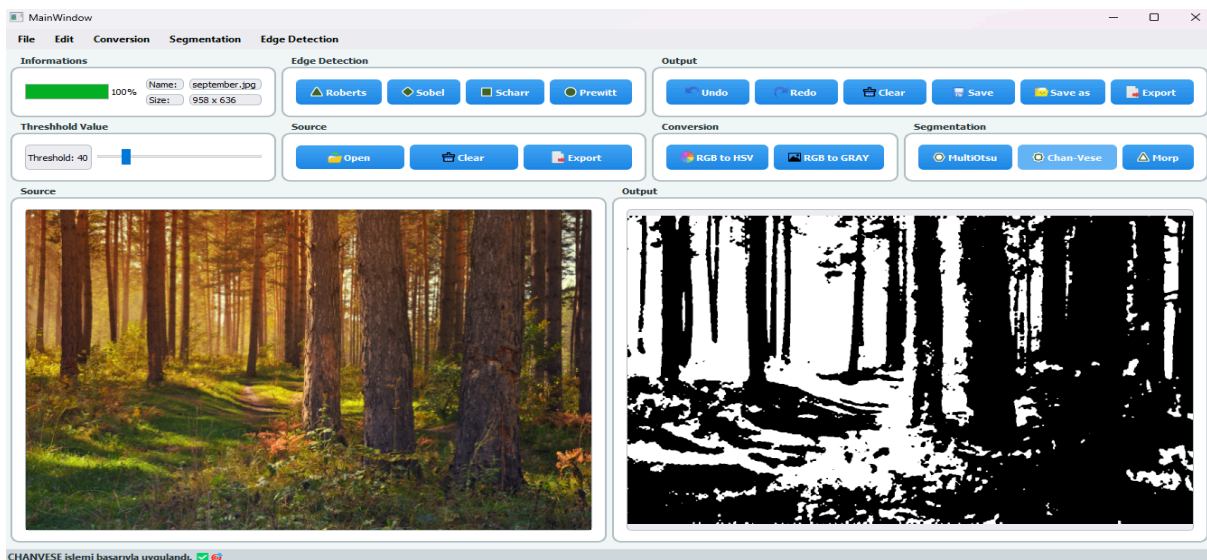 MainWindow
File Edit Conversion Segmentation Edge Detection
Informations Edge Detection Output
100% Name: september.jpg Roberts Sobel Scharr Prewitt Undo Redo Clear Save Save as Export
Size: 958 x 636
Threshhold Value Source Conversion Segmentation
Threshold: 40 Open Clear Export RGB to HSV RGB to GRAY MultiOtsu Chan-Vese Morp
Source Output
CHANVESE işlemi başarıyla uygulandı.